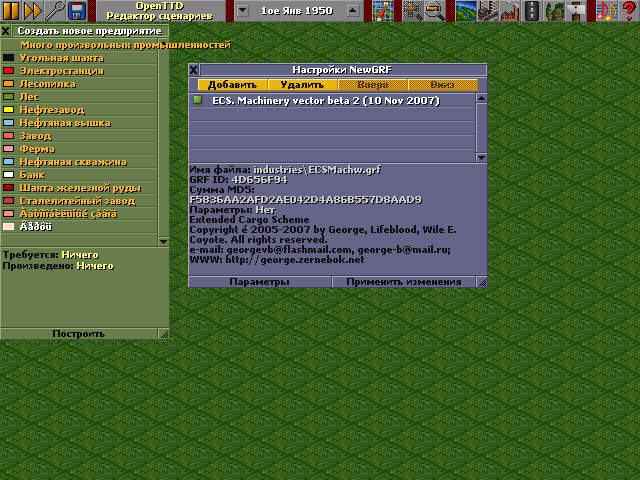 OpenTTD
Редактор сценариев
1ое Янв 1950
Создать новое предприятие
Много произвольных промышленностей
Угольная шахта
Электростанция
Лесопилка
Лес
Нефтезавод
Нефтяная вышка
Завод
Ферма
Нефтяная скважина
Банк
Шахта железной руды
Сталелитейный завод
Âåðôü
Требуется: Ничего
Произведено: Ничего
Построить
Настройки NewGRF
Добавить
Удалить
Вверх
Вниз
ECS. Machinery vector beta 2 (10 Nov 2007)
Имя файла: industries\ECSMachw.grf
GRF ID: 4D656F94
Сумма MD5:
F5836AA2AFD2AE042D4A86B557D8AAD9
Параметры: Нет
Extended Cargo Scheme
Copyright é 2005-2007 by George, Lifeblood, Wile E.
Coyote. All rights reserved.
e-mail: georgevb@flashmail.com, george-b@mail.ru;
WWW: http://george.zernebok.net
Параметры
Применить изменения